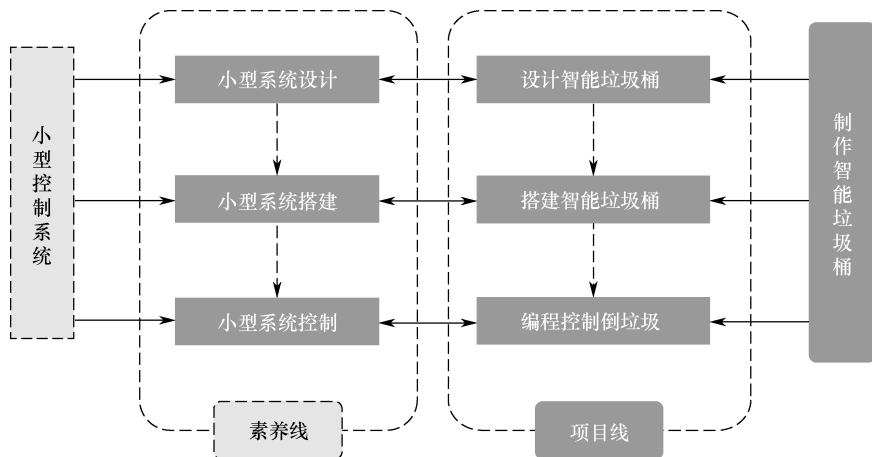 小型控制系统
小型系统设计
小型系统搭建
小型系统控制
素养线
设计智能垃圾桶
搭建智能垃圾桶
编程控制倒垃圾
项目线
制作智能垃圾桶